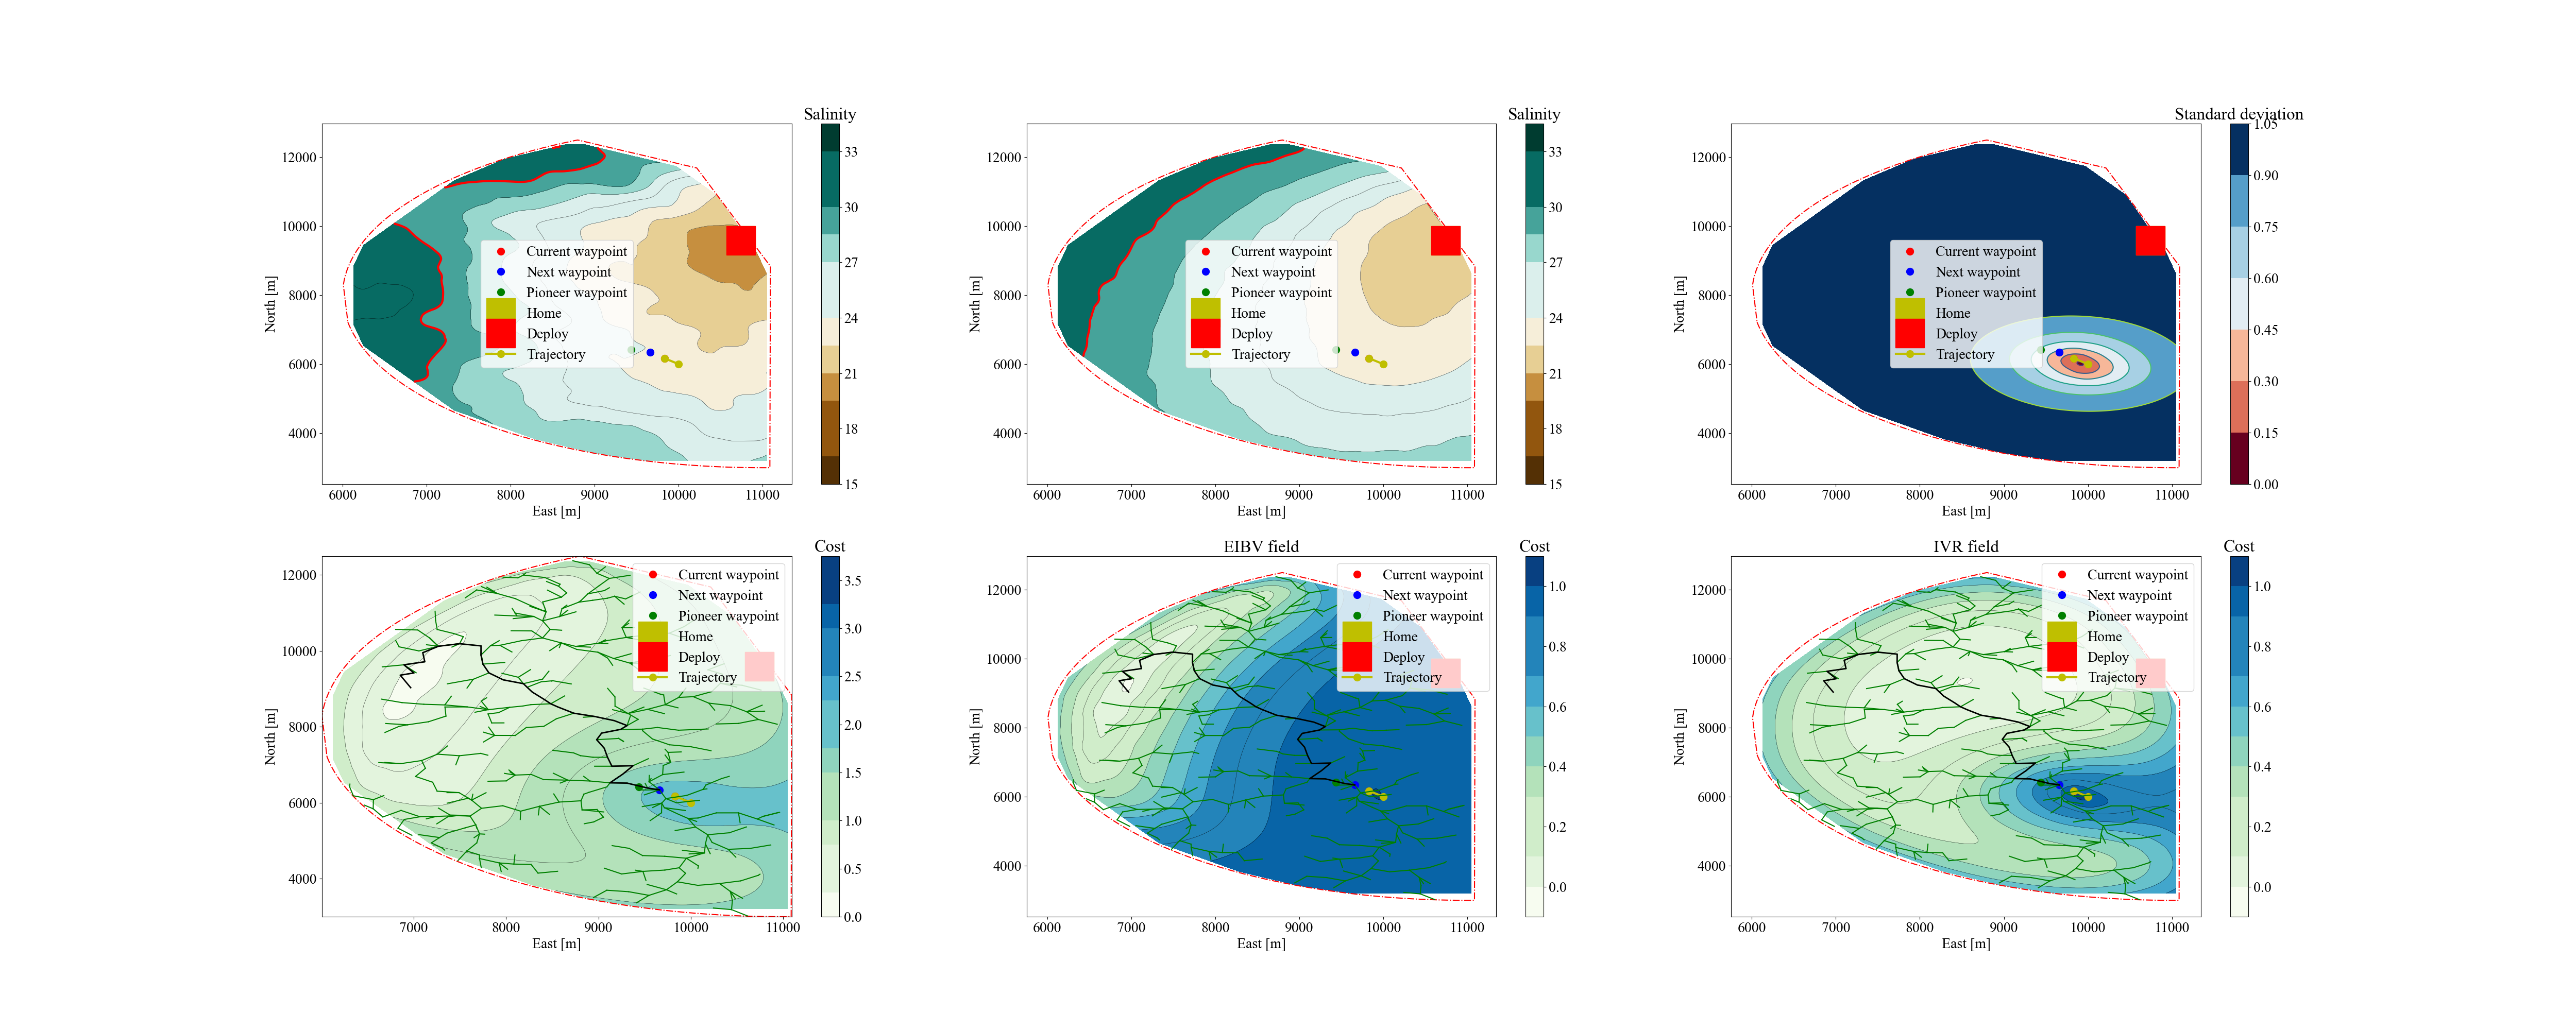 Salinity
12000
10000
8000
6000
4000
North [m]
6000 7000 8000 9000 10000 11000
East [m]
Current waypoint
Next waypoint
Pioneer waypoint
Home
Deploy
Trajectory
33
30
27
24
21
18
15
Salinity
12000
10000
8000
6000
4000
North [m]
6000 7000 8000 9000 10000 11000
East [m]
Current waypoint
Next waypoint
Pioneer waypoint
Home
Deploy
Trajectory
33
30
27
24
21
18
15
Standard deviation
12000
10000
8000
6000
4000
North [m]
6000 7000 8000 9000 10000 11000
East [m]
Current waypoint
Next waypoint
Pioneer waypoint
Home
Deploy
Trajectory
1.05
0.90
0.75
0.60
0.45
0.30
0.15
0.00
Cost
12000
10000
8000
6000
4000
North [m]
7000 8000 9000 10000 11000
East [m]
Current waypoint
Next waypoint
Pioneer waypoint
Home
Deploy
Trajectory
3.5
3.0
2.5
2.0
1.5
1.0
0.5
0.0
EIBV field
Cost
12000
10000
8000
6000
4000
North [m]
6000 7000 8000 9000 10000 11000
East [m]
Current waypoint
Next waypoint
Pioneer waypoint
Home
Deploy
Trajectory
1.0
0.8
0.6
0.4
0.2
0.0
IVR field
Cost
12000
10000
8000
6000
4000
North [m]
6000 7000 8000 9000 10000 11000
East [m]
Current waypoint
Next waypoint
Pioneer waypoint
Home
Deploy
Trajectory
1.0
0.8
0.6
0.4
0.2
0.0